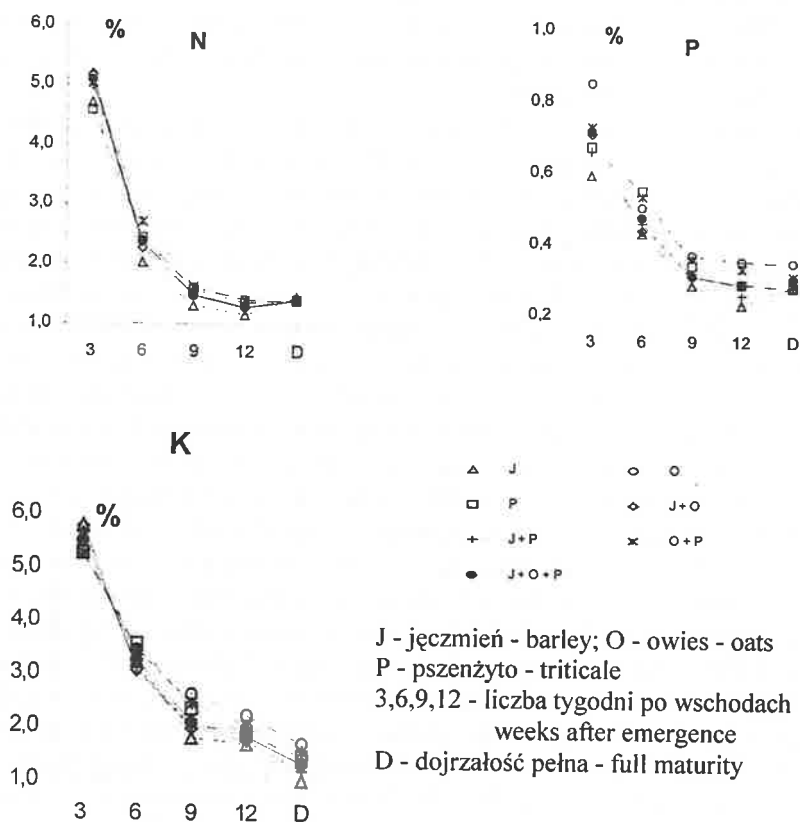 % N
6,0
5,0
4,0
3,0
2,0
1,0
3 6 9 12 D
% P
1,0
0,8
0,6
0,4
0,2
3 6 9 12 D
K
%
6,0
5,0
4,0
3,0
2,0
1,0
3 6 9 12 D
J O
P J+O
J+P O+P
J+O+P
J - jęczmień - barley; O - owies - oats
P - pszenżyto - triticale
3,6,9,12 - liczba tygodni po wschodach
weeks after emergence
D - dojrzałość pełna - full maturity